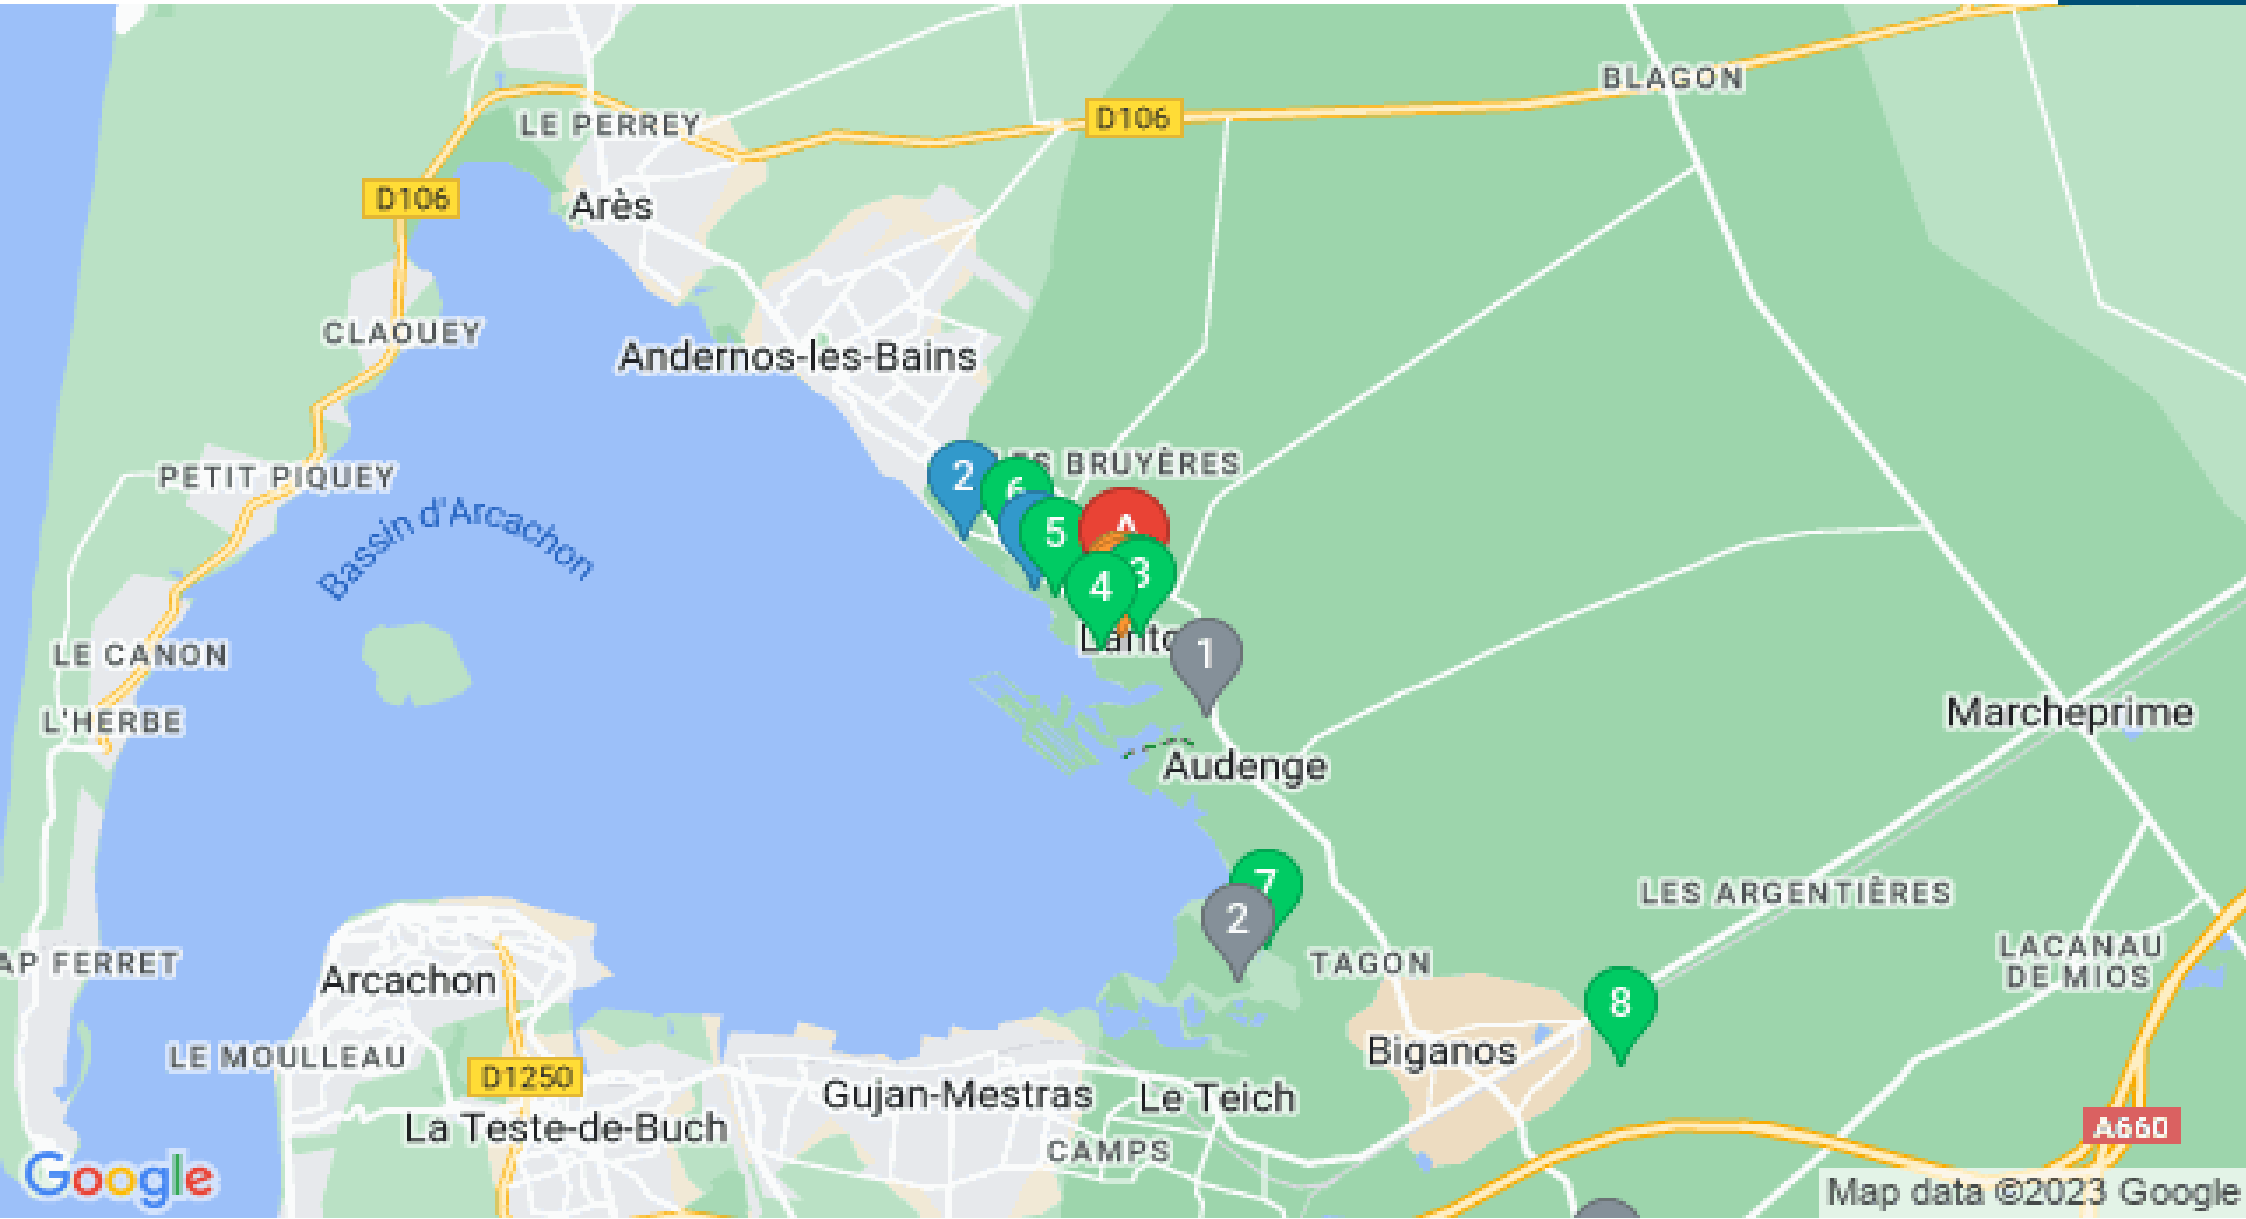 BLAGON
LE PERREY
D106
D106
Arès
CLAOUEY
Andernos-les-Bains
BRUYÈRES
PETIT PIQUEY
2
6
Bassin d'Arcachon
5
A
3
4
LE CANON
1
L'HERBE
Marcheprime
Audenge
7
LES ARGENTIÈRES
2
AP FERRET
TAGON
LACANAU
DE MIOS
Arcachon
8
LE MOULLEAU
Biganos
D1250
Gujan-Mestras
Le Teich
La Teste-de-Buch
A660
CAMPS
Google
Map data ©2023 Google